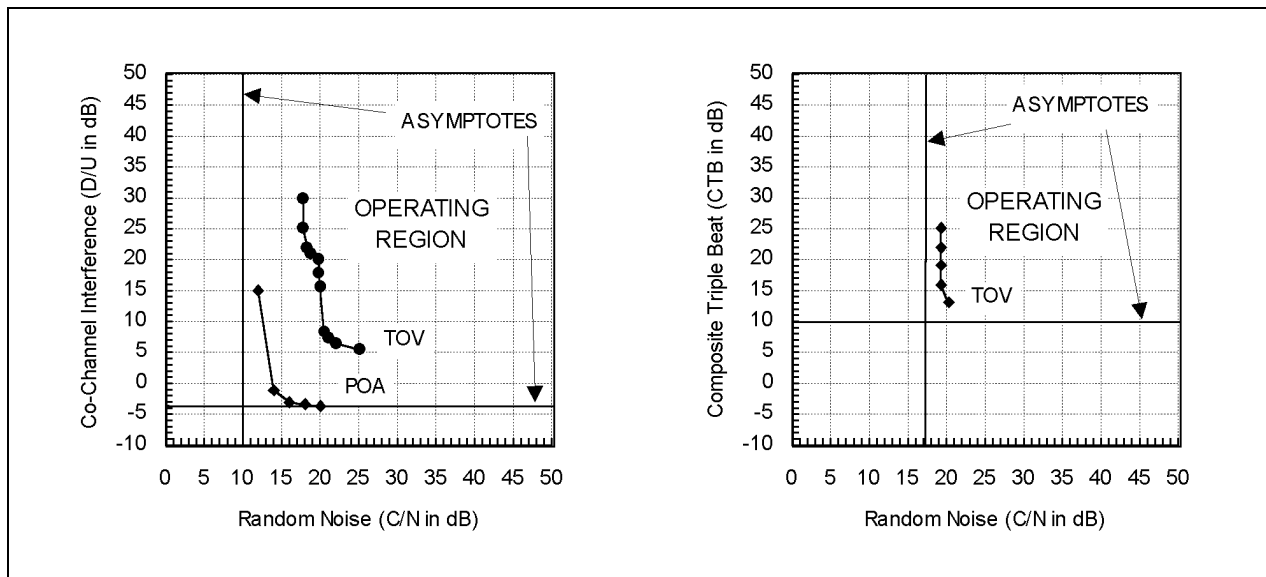 Co-Channel Interference (D/U in dB)
50
45
40
35
30
25
20
15
10
5
0
-5
-10
ASYMPTOTES
OPERATING
REGION
TOV
POA
0 5 10 15 20 25 30 35 40 45 50
Random Noise (C/N in dB)
Composite Triple Beat (CTB in dB)
50
45
40
35
30
25
20
15
10
5
0
-5
-10
ASYMPTOTES
OPERATING
REGION
TOV
0 5 10 15 20 25 30 35 40 45 50
Random Noise (C/N in dB)